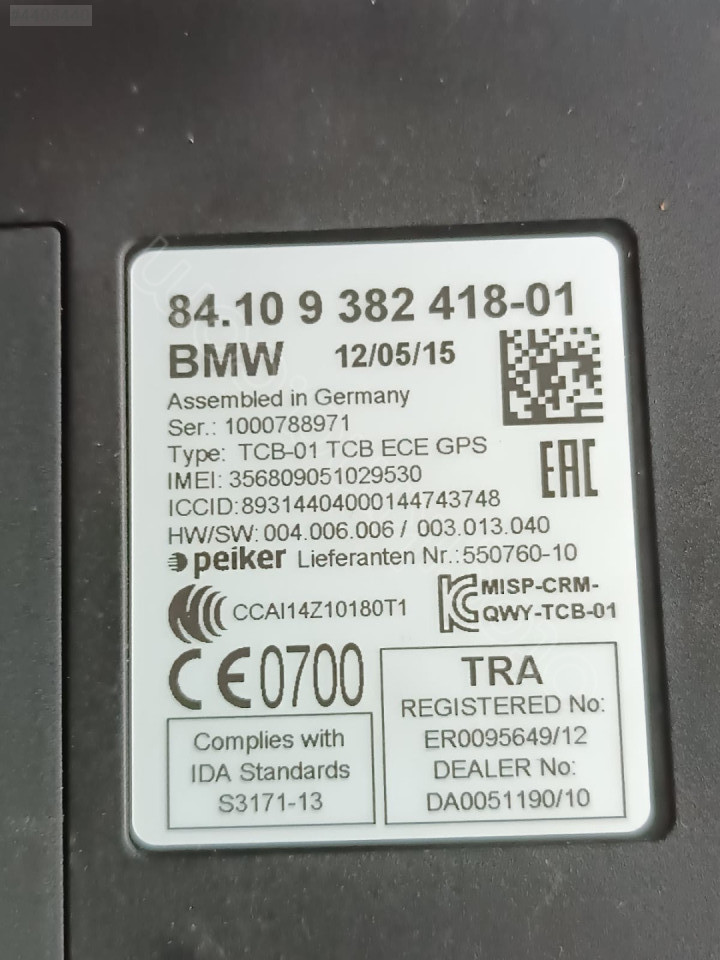 84.10 9 382 418-01
BMW 12/05/15
Assembled in Germany
Ser.: 1000788971
Type: TCB-01 TCB ECE GPS
IMEI: 356809051029530
ICCID:89314404000144743748
HW/SW: 004.006.006 / 003.013.040
peiker Lieferanten Nr.:550760-10
EAC
CCAI14Z10180T1
MISP-CRM-
QWY-TCB-01
CE0700
Complies with
IDA Standards
S3171-13
TRA
REGISTERED No:
ER0095649/12
DEALER No:
DA0051190/10